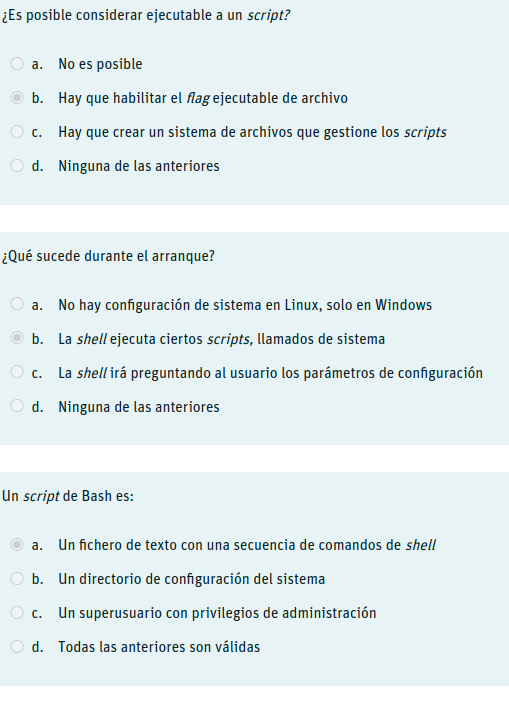 ¿Es posible considerar ejecutable a un script?
a. No es posible
b. Hay que habilitar el flag ejecutable de archivo
c. Hay que crear un sistema de archivos que gestione los scripts
d. Ninguna de las anteriores
¿Qué sucede durante el arranque?
a. No hay configuración de sistema en Linux, solo en Windows
b. La shell ejecuta ciertos scripts, llamados de sistema
c. La shell irá preguntando al usuario los parámetros de configuración
d. Ninguna de las anteriores
Un script de Bash es:
a. Un fichero de texto con una secuencia de comandos de shell
b. Un directorio de configuración del sistema
c. Un superusuario con privilegios de administración
d. Todas las anteriores son válidas